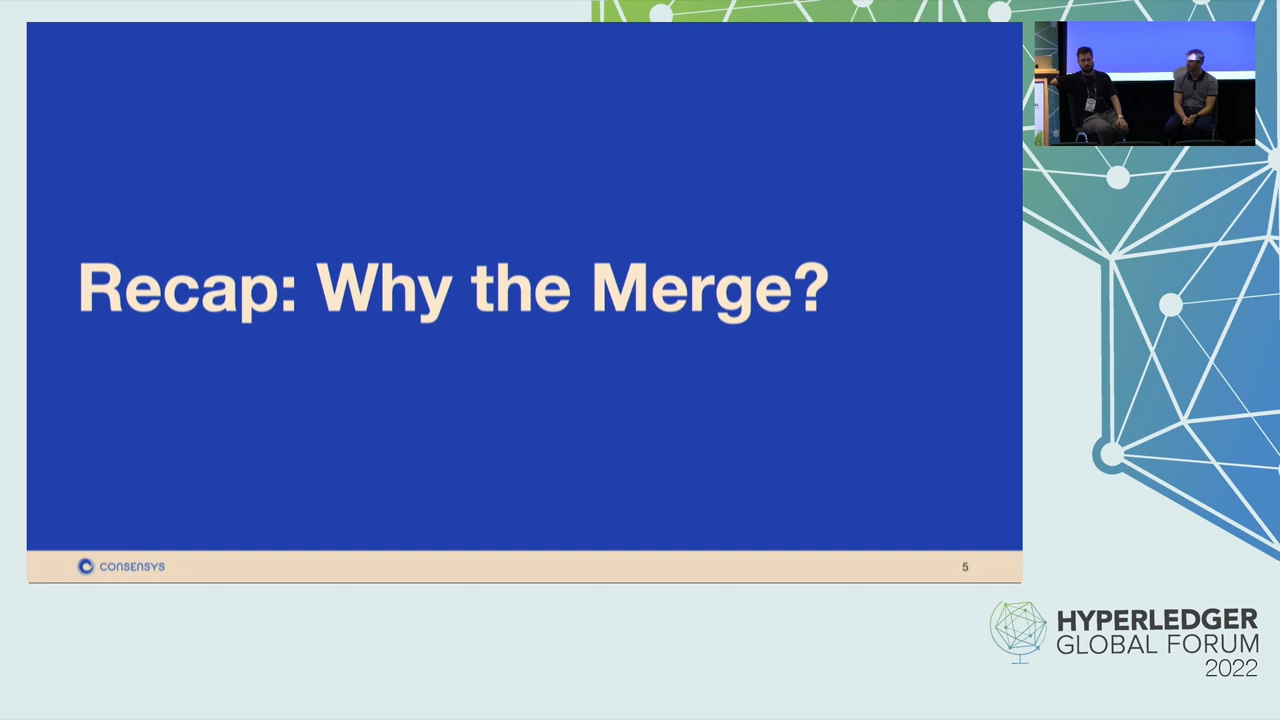 Recap: Why the Merge?
CONSENSYS
5
HYPERLEDGER
GLOBAL FORUM
2022